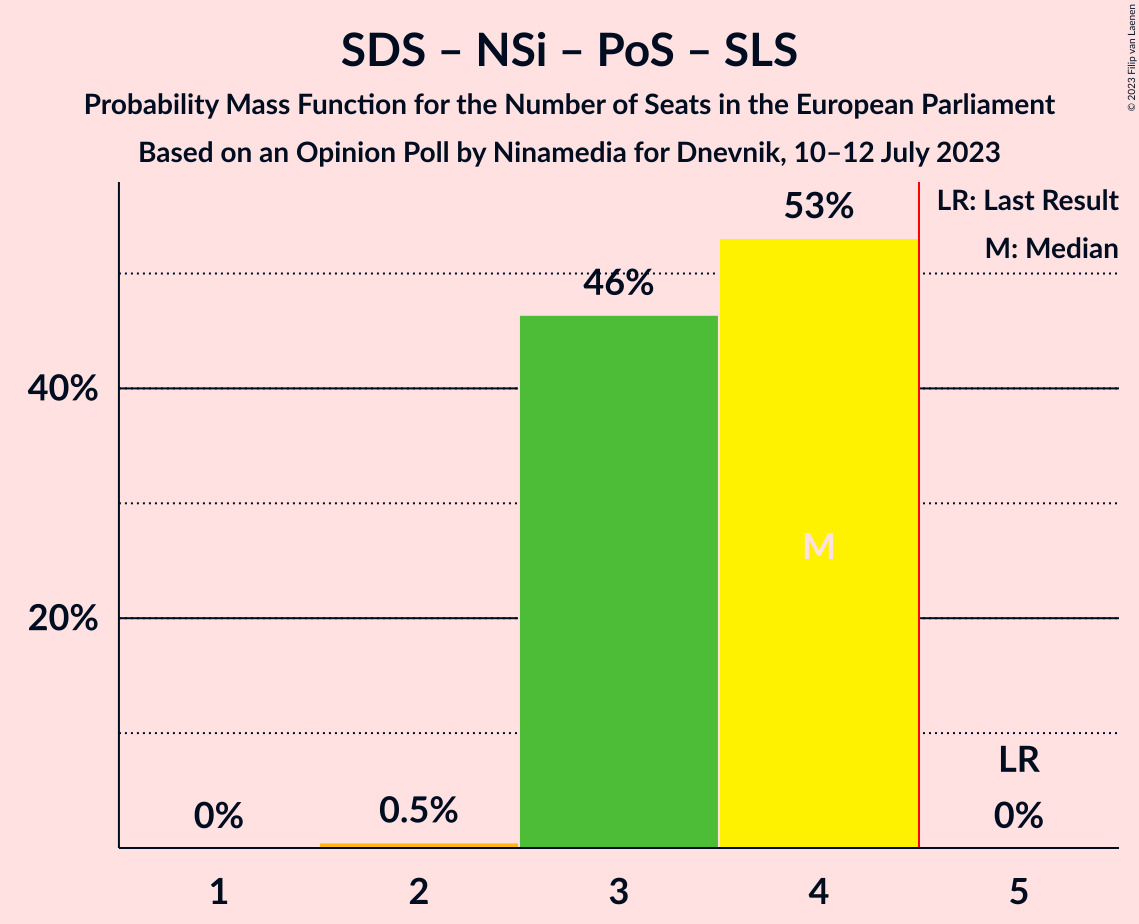 SDS – NSi – PoS – SLS
Probability Mass Function for the Number of Seats in the European Parliament
Based on an Opinion Poll by Ninamedia for Dnevnik, 10–12 July 2023
© 2023 Filip van Laenen
LR: Last Result
M: Median
53%
46%
40%
M
20%
LR
0%
0.5%
0%
1
2
3
4
5